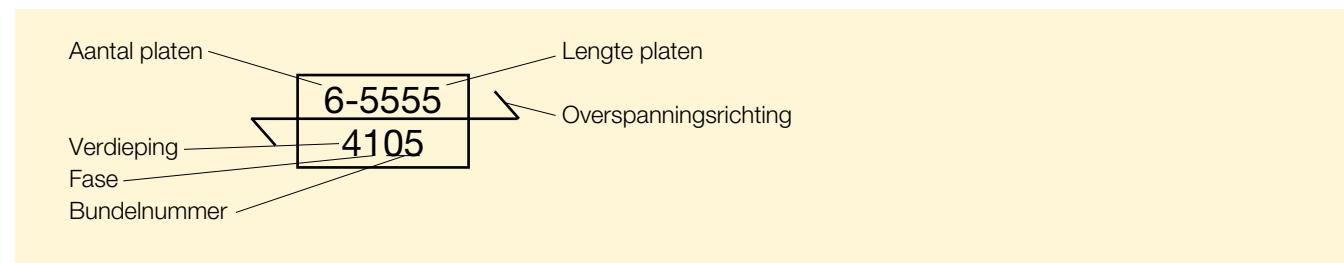 Aantal platen
Lengte platen
6-5555
Overspanningsrichting
Verdieping
4105
Fase
Bundelnummer